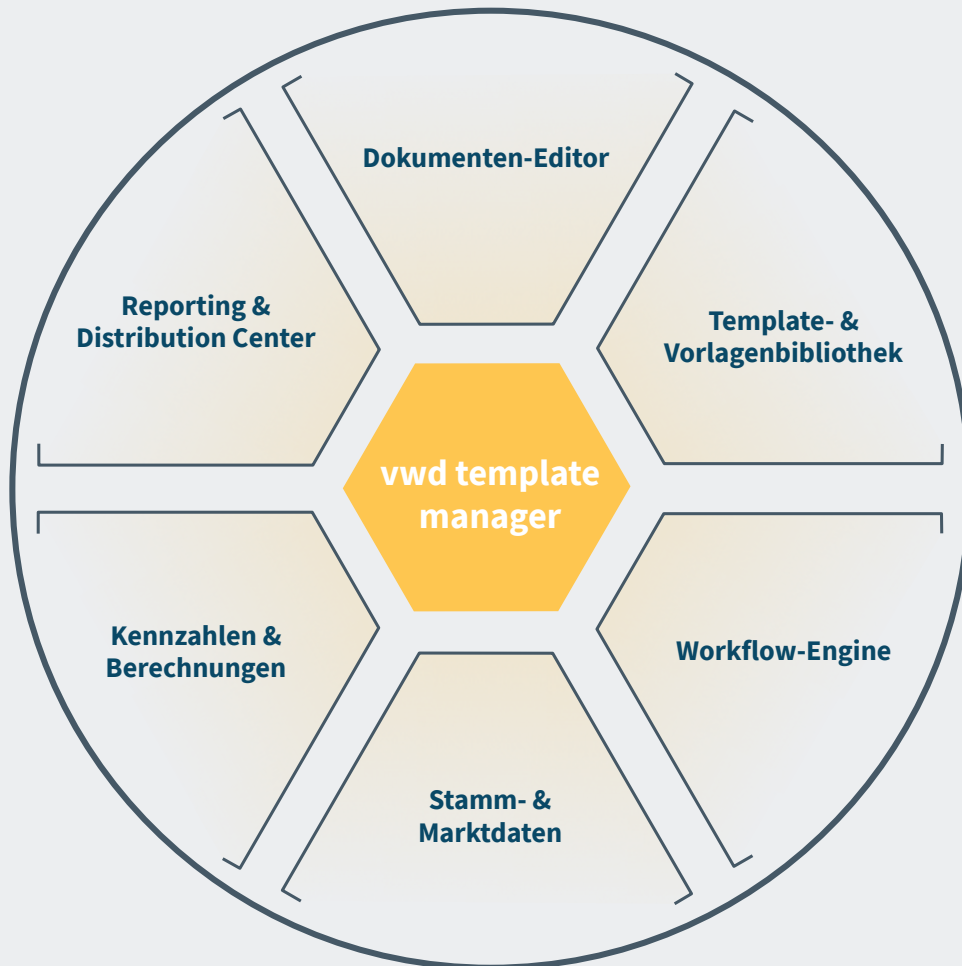 Dokumenten-Editor
Template- &
Vorlagenbibliothek
Workflow-Engine
Stamm- &
Marktdaten
Kennzahlen &
Berechnungen
Reporting &
Distribution Center
vwd template
manager